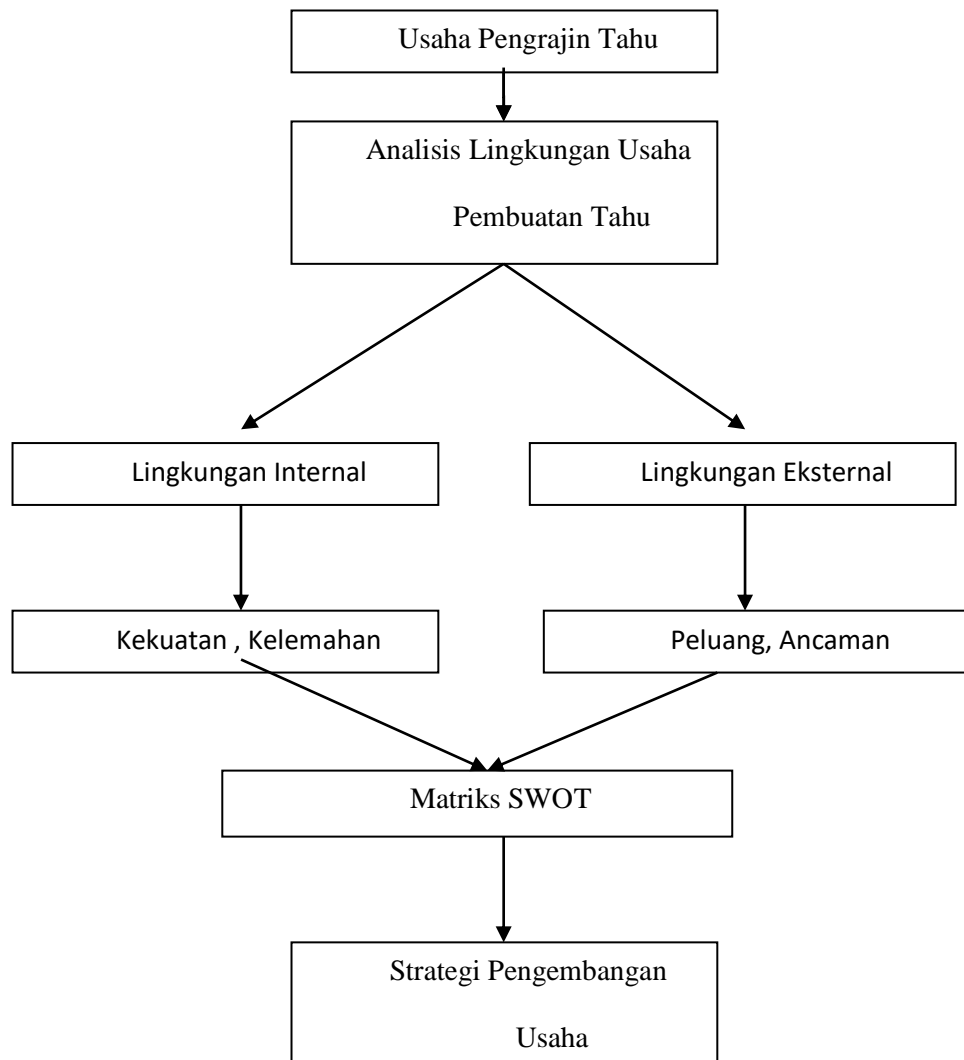 Usaha Pengrajin Tahu
Analisis Lingkungan Usaha
Pembuatan Tahu
Lingkungan Internal
Lingkungan Eksternal
Kekuatan , Kelemahan
Peluang, Ancaman
Matriks SWOT
Strategi Pengembangan
Usaha